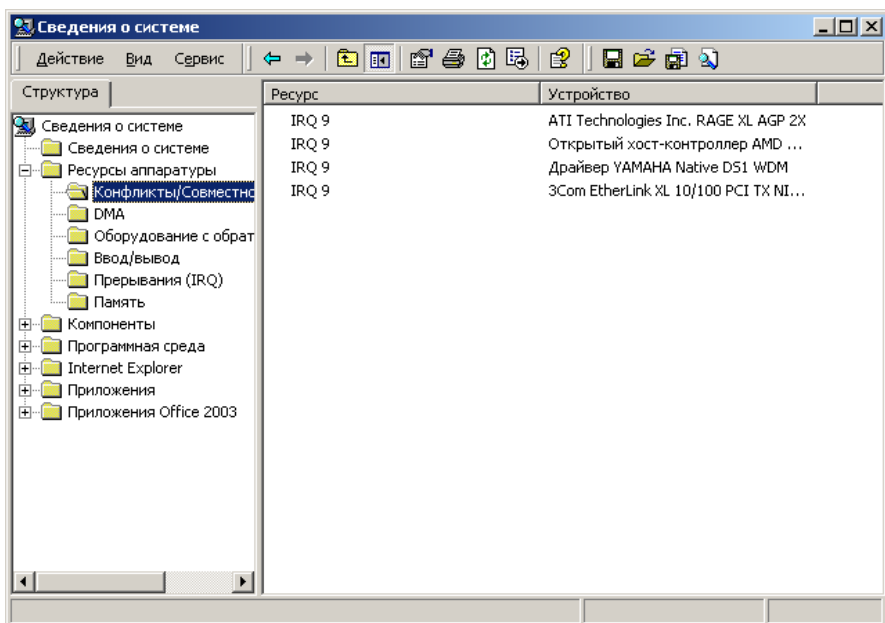 Сведения о системе
Действие Вид Сервис
Структура
Ресурс Устройство
Сведения о системе
Сведения о системе
Ресурсы аппаратуры
Конфликты/Совместно
DMA
Оборудование с обрат
Ввод/вывод
Прерывания (IRQ)
Память
Компоненты
Программная среда
Internet Explorer
Приложения
Приложения Office 2003
IRQ 9 ATI Technologies Inc. RAGE XL AGP 2X
IRQ 9 Открытый хост-контроллер AMD ...
IRQ 9 Драйвер YAMAHA Native DS1 WDM
IRQ 9 3Com EtherLink XL 10/100 PCI TX NI...